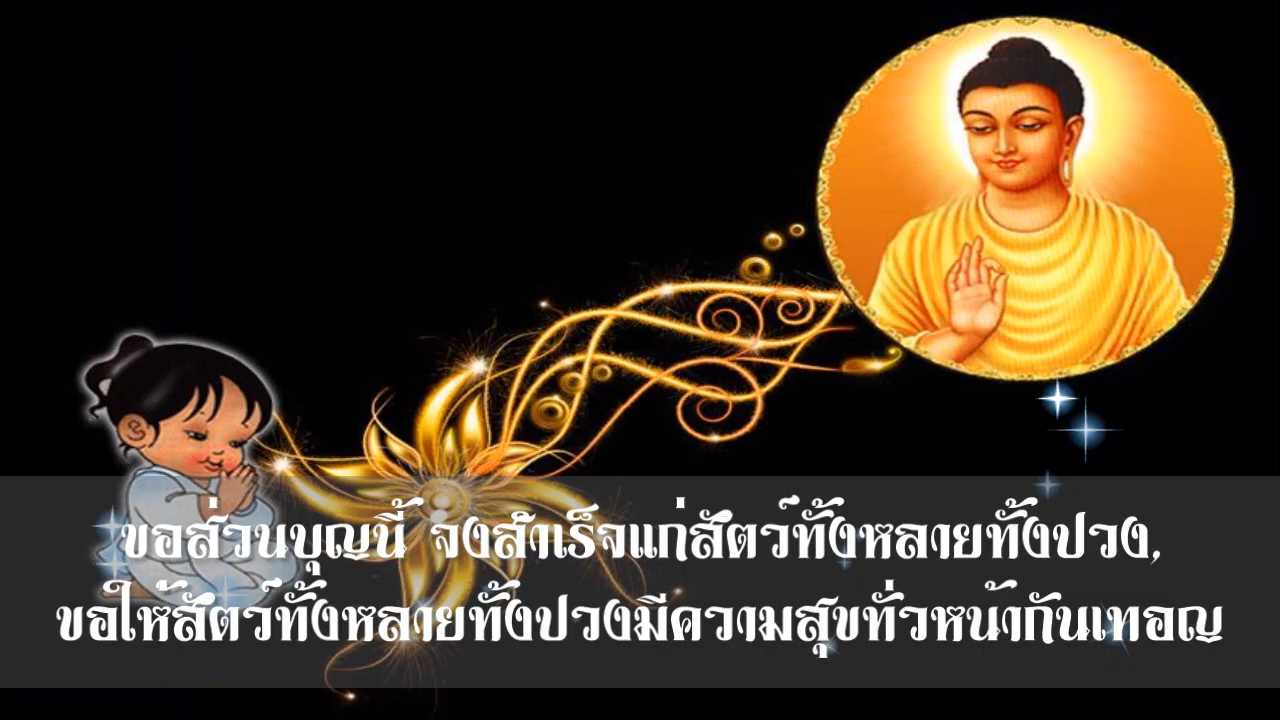 ขอส่วนบุญนี้ จงสำเร็จแก่สัตว์ทั้งหลายทั้งปวง,
ขอให้สัตว์ทั้งหลายทั้งปวงมีความสุขทั่วหน้ากันเทอญ